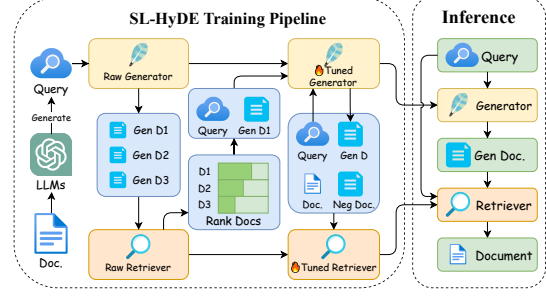 SL-HyDE Training Pipeline
Query
Generate
LLMs
Doc.
Raw Generator
Gen D1
Gen D2
Gen D3
Raw Retriever
Query
Gen D1
D1
D2
D3
Rank Docs
Tuned
Generator
Query
Gen D
Doc.
Neg Doc.
Tuned Retriever
Inference
Query
Generator
Gen Doc.
Retriever
Document